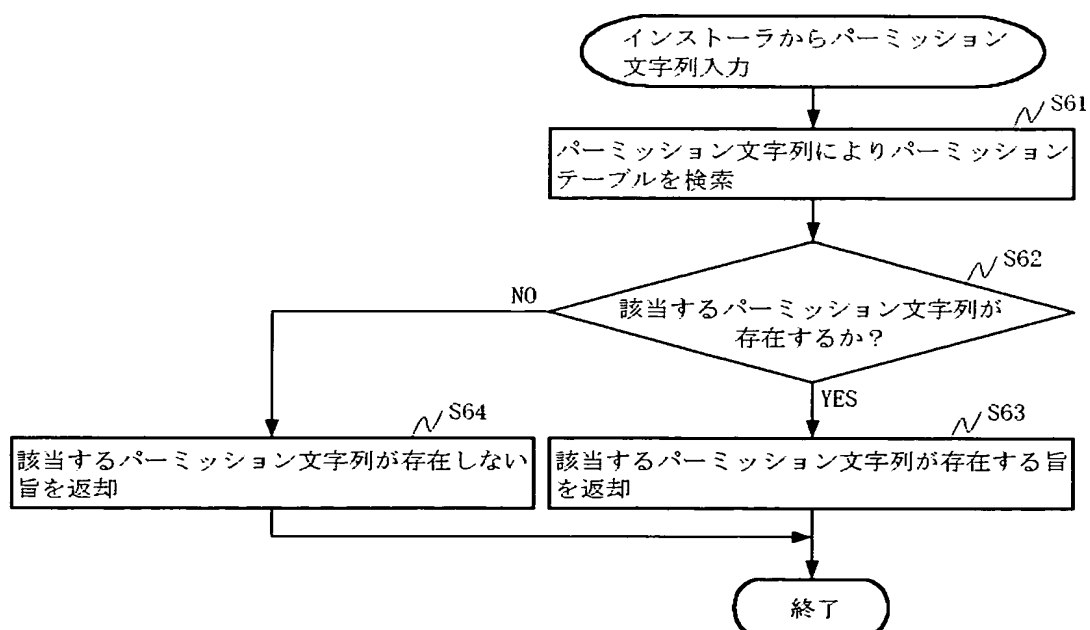 インストーラからパーミッション
文字列入力
S61
パーミッション文字列によりパーミッション
テーブルを検索
S62
該当するパーミッション文字列が
存在するか？
NO
YES
S64
該当するパーミッション文字列が存在しない
旨を返却
S63
該当するパーミッション文字列が存在する旨
を返却
終了